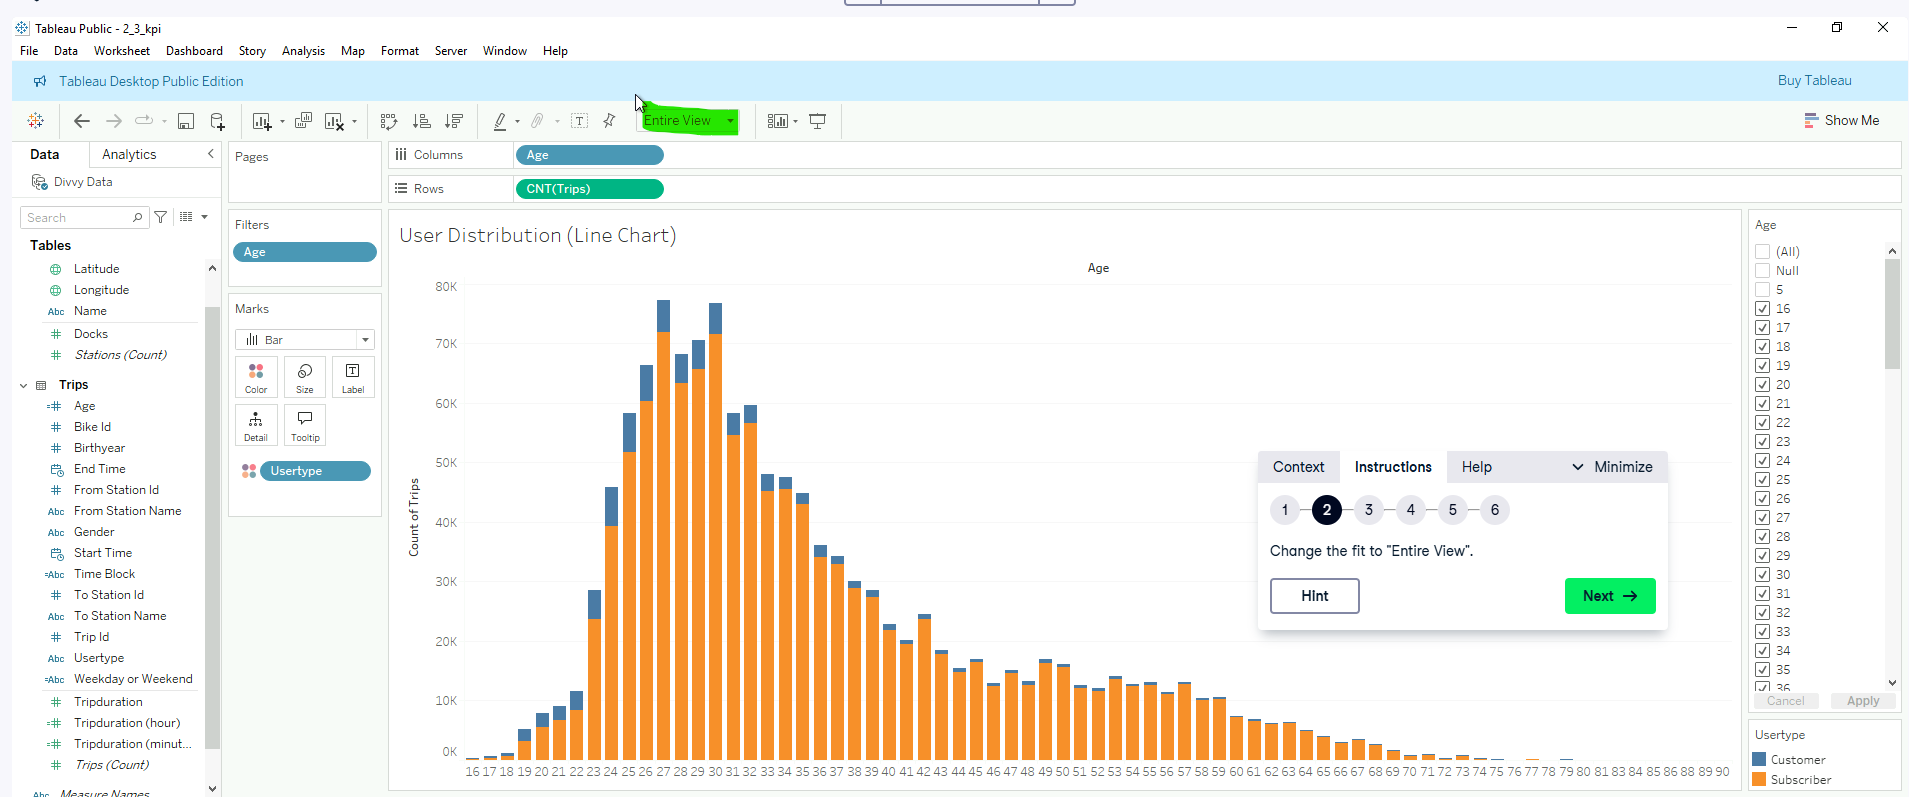 Tableau Public - 2_3_kpi
File Data Worksheet Dashboard Story Analysis Map Format Server Window Help
Tableau Desktop Public Edition
Buy Tableau
Entire View
Show Me
Data
Analytics
Divvy Data
Search
Tables
Latitude
Longitude
Abc Name
Docks
Stations (Count)
Trips
Age
Bike Id
Birthyear
End Time
From Station Id
Abc From Station Name
Abc Gender
Start Time
=Abc Time Block
To Station Id
Abc To Station Name
Trip Id
Abc Usertype
=Abc Weekday or Weekend
Tripduration
Tripduration (hour)
Tripduration (minut...
Trips (Count)
Abc Measure Names
Pages
Filters
Age
Marks
Bar
Color
Size
Label
Detail
Tooltip
Usertype
Columns
Age
Rows
CNT(Trips)
User Distribution (Line Chart)
Age
Count of Trips
80K
70K
60K
50K
40K
30K
20K
10K
0K
16 17 18 19 20 21 22 23 24 25 26 27 28 29 30 31 32 33 34 35 36 37 38 39 40 41 42 43 44 45 46 47 48 49 50 51 52 53 54 55 56 57 58 59 60 61 62 63 64 65 66 67 68 69 70 71 72 73 74 75 76 77 78 79 80 81 82 83 84 85 86 87 88 89 90
Context
Instructions
Help
Minimize
1 2 3 4 5 6
Change the fit to "Entire View".
Hint
Next
Age
(All)
Null
5
16
17
18
19
20
21
22
23
24
25
26
27
28
29
30
31
32
33
34
35
36
Cancel
Apply
Usertype
Customer
Subscriber